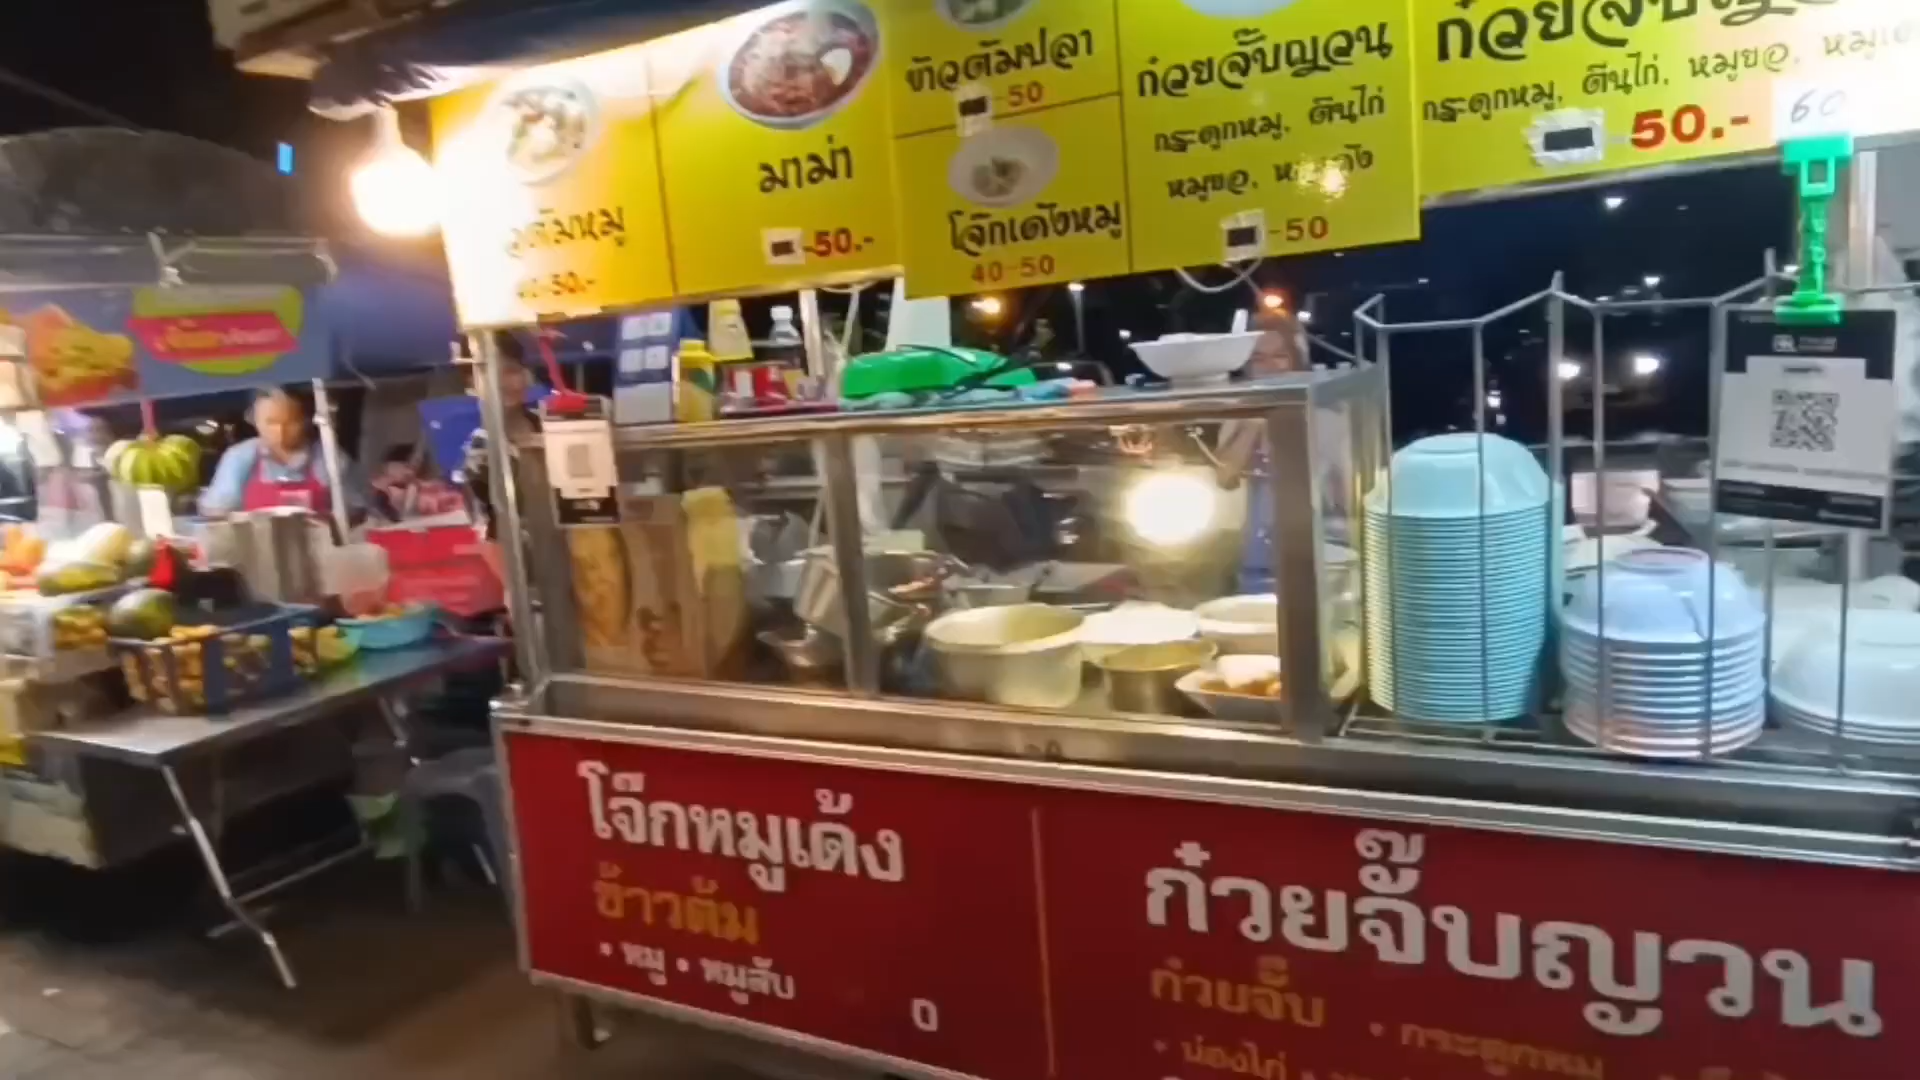 มาม่า
-50.-
ข้าวต้มปลา
-50
โจ๊กเด้งหมู
40-50
ก๋วยจั๊บญวน
กระดูกหมู, ตีนไก่
หมูยอ,
-50
ก๋วยจั๊บญวน
กระดูกหมู, ตีนไก่, หมูยอ,
50.-
60
โจ๊กหมูเด้ง
ข้าวต้ม
• หมู • หมูสับ
ก๋วยจั๊บญวน
ก๋วยจั๊บ • กระดูกหมู
• น่องไก่